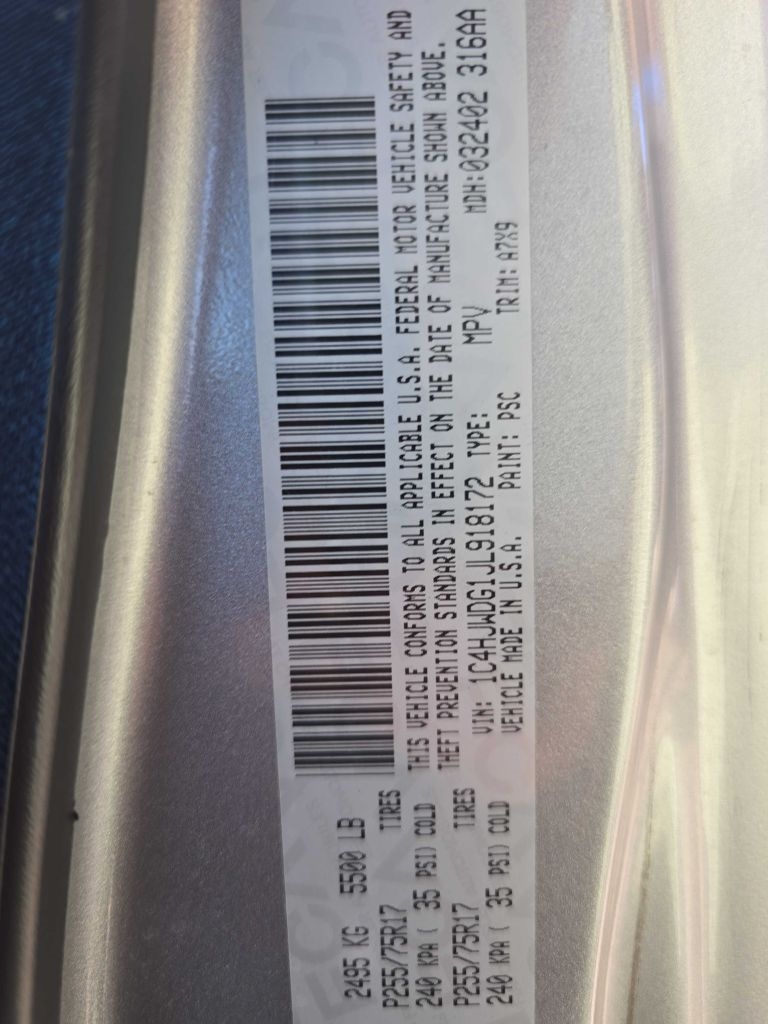 2495 KG 5500 LB
P255/75R17 TIRES
240 KPA ( 35 PSI) COLD
P255/75R17 TIRES
240 KPA ( 35 PSI) COLD
THIS VEHICLE CONFORMS TO ALL APPLICABLE U.S.A. FEDERAL MOTOR VEHICLE SAFETY AND
THEFT PREVENTION STANDARDS IN EFFECT ON THE DATE OF MANUFACTURE SHOWN ABOVE.
VIN: 1C4HJWDG1JL918172 TYPE: MPV MDH:032402 316AA
VEHICLE MADE IN U.S.A. PAINT: PSC TRIM: A7X9